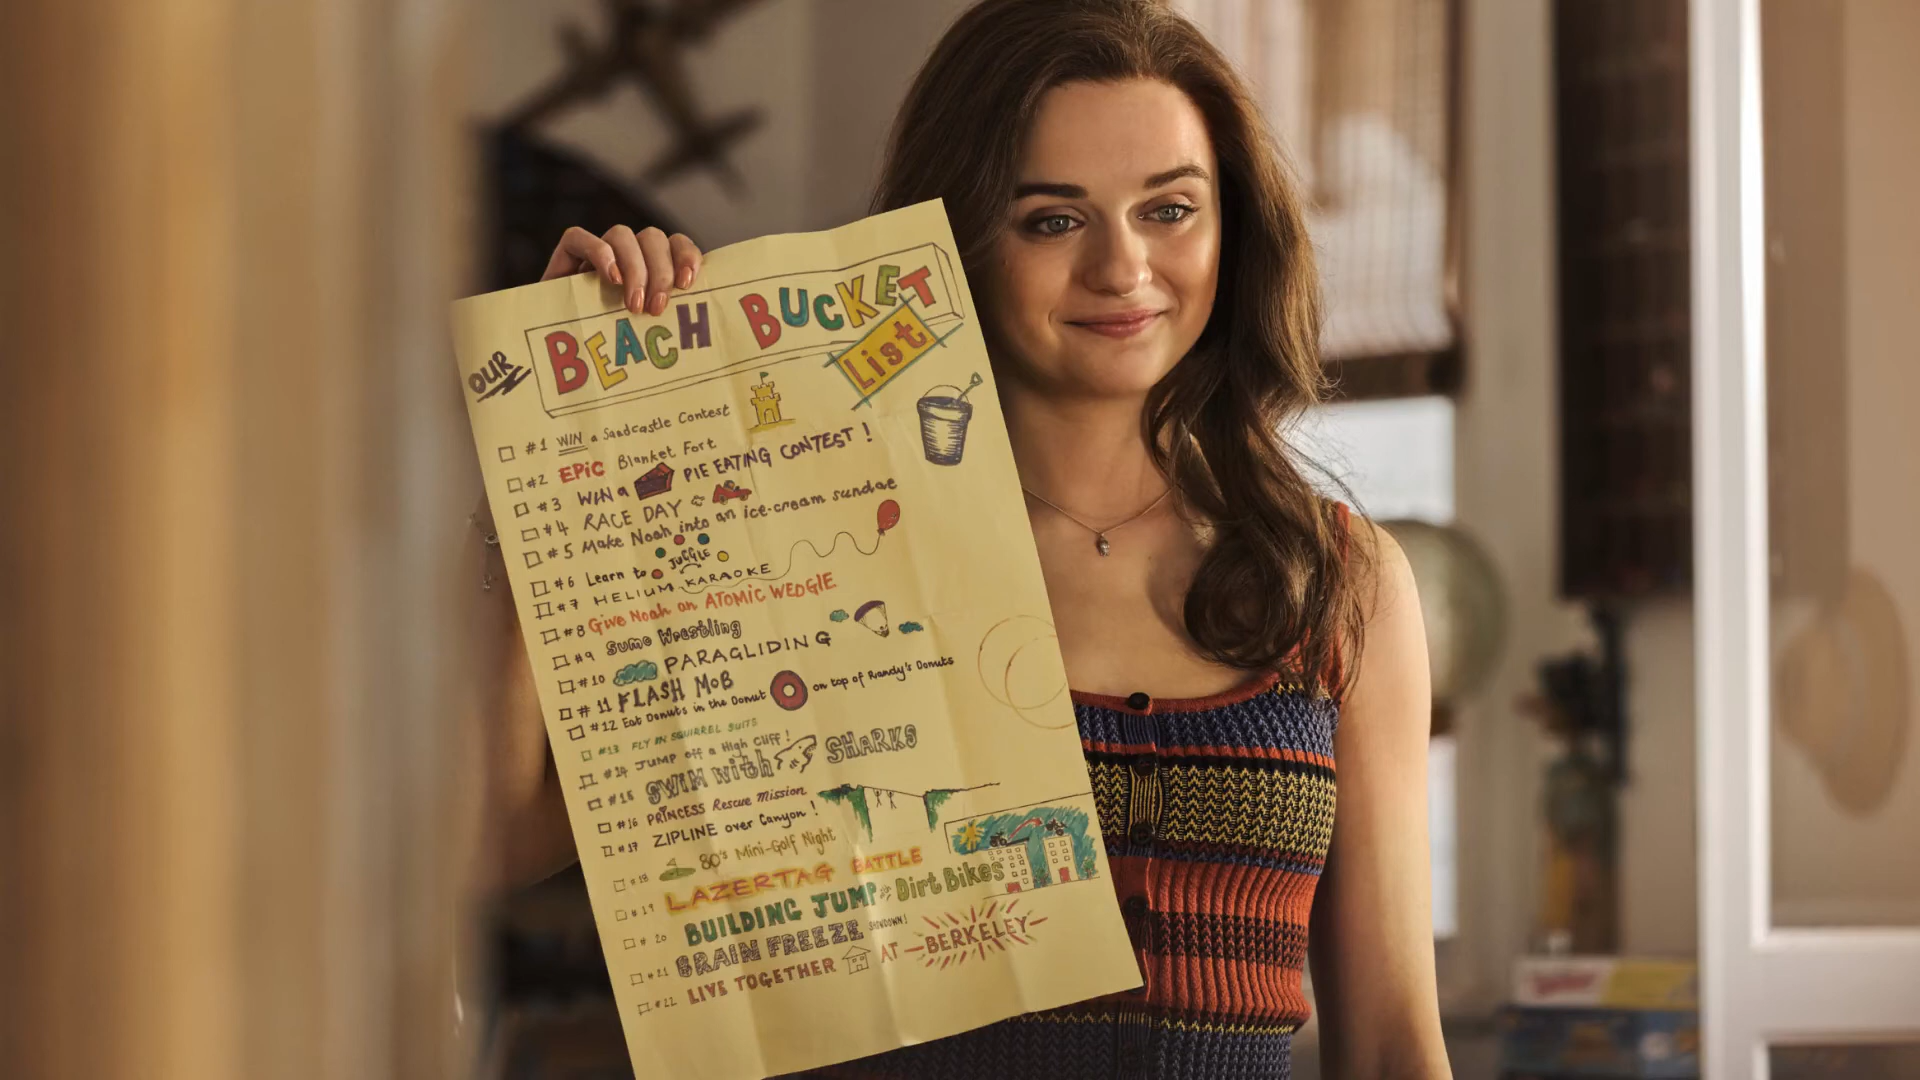 OUR BEACH BUCKET List
#1 WIN a Sandcastle Contest
#2 EPIC Blanket Fort
#3 WIN a PIE EATING CONTEST!
#4 RACE DAY
#5 Make Noah into an ice-cream sundae
#6 Learn to JUGGLE
#7 HELIUM KARAOKE
#8 Give Noah an ATOMIC WEDGIE
#9 Sumo Wrestling
#10 PARAGLIDING
#11 FLASH MOB
#12 Eat Donuts in the Donut on top of Randy's Donuts
#13 FLY IN SQUIRREL SUITS
#14 JUMP off a High Cliff!
#15 SWIM with SHARKS
#16 PRINCESS Rescue Mission
#17 ZIPLINE over Canyon!
#18 80's Mini-Golf Night
#19 LAZERTAG BATTLE
#20 BUILDING JUMP on Dirt Bikes
#21 BRAIN FREEZE SHOWDOWN!
#22 LIVE TOGETHER AT BERKELEY